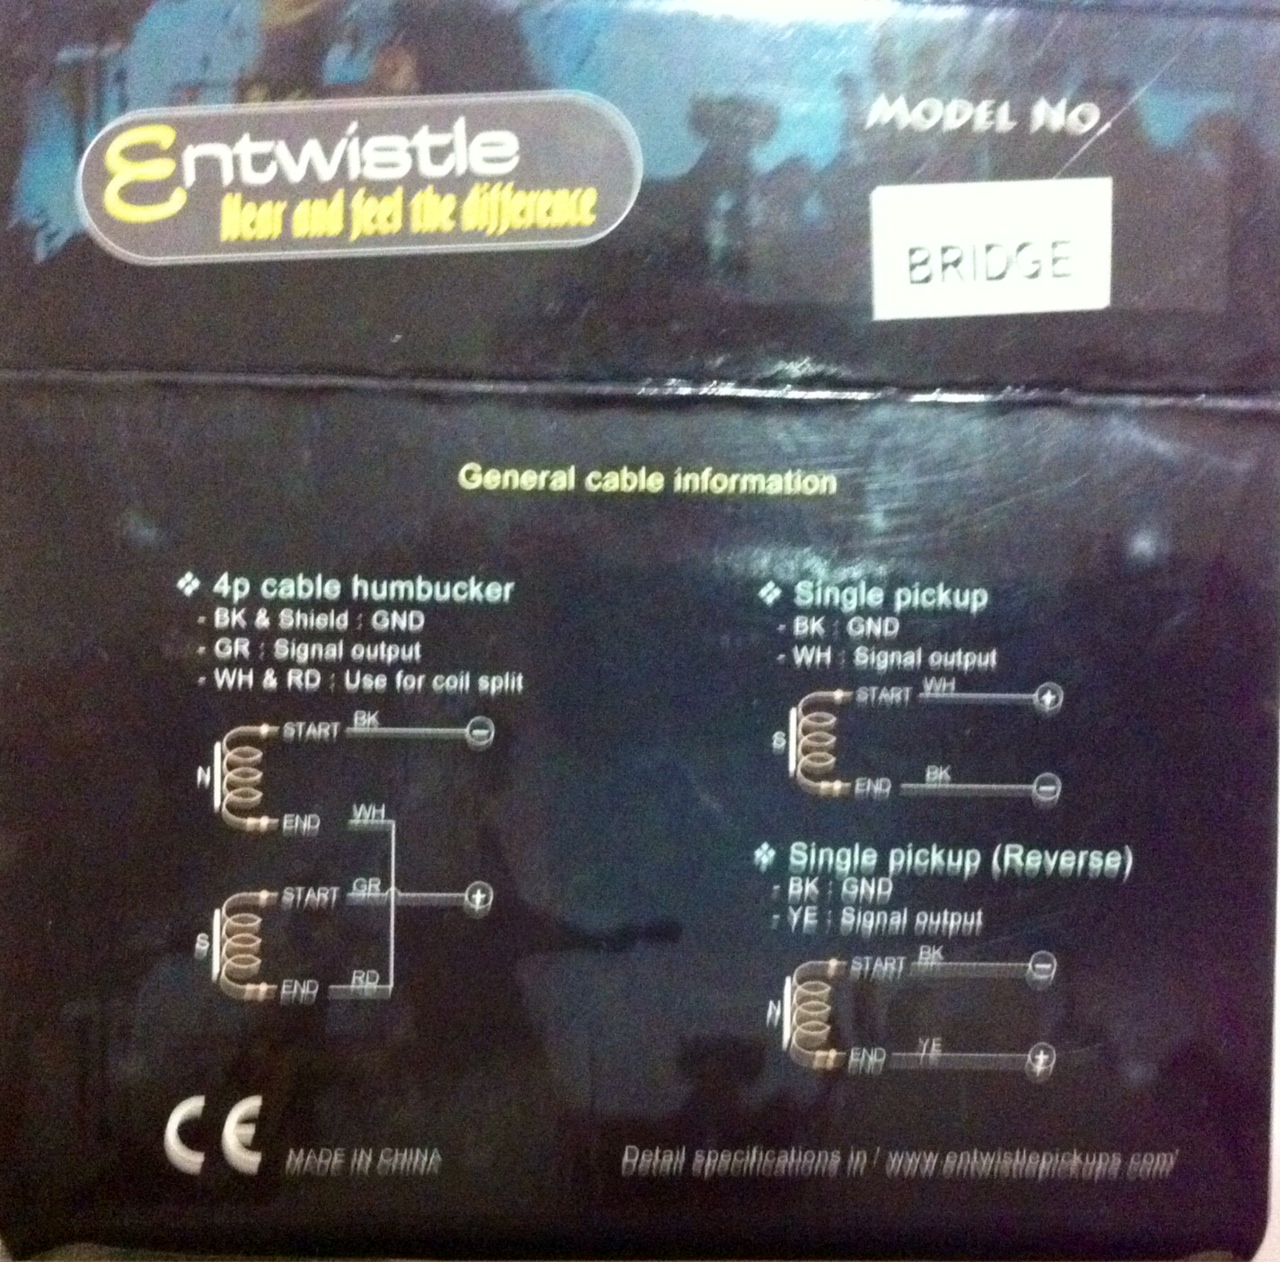 Entwistle
Hear and feel the difference
MODEL NO.
BRIDGE
General cable information
❖ 4p cable humbucker
- BK & Shield : GND
- GR : Signal output
- WH & RD : Use for coil split
START BK −
N
END WH
START GR +
S
END RD
❖ Single pickup
- BK : GND
- WH : Signal output
START WH +
S
END BK −
❖ Single pickup (Reverse)
- BK : GND
- YE : Signal output
START BK −
N
END YE +
CE MADE IN CHINA
Detail specifications in / www.entwistlepickups.com/